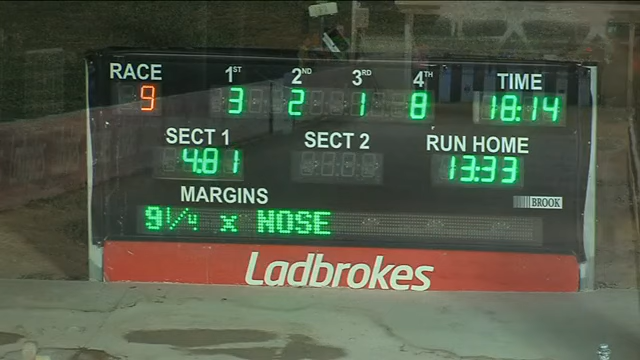 RACE 1ST 2ND 3RD 4TH TIME
9 3 2 1 8 18:14
SECT 1 SECT 2 RUN HOME
4.81 13:33
MARGINS
BROOK
9 1/4 x NOSE
Ladbrokes